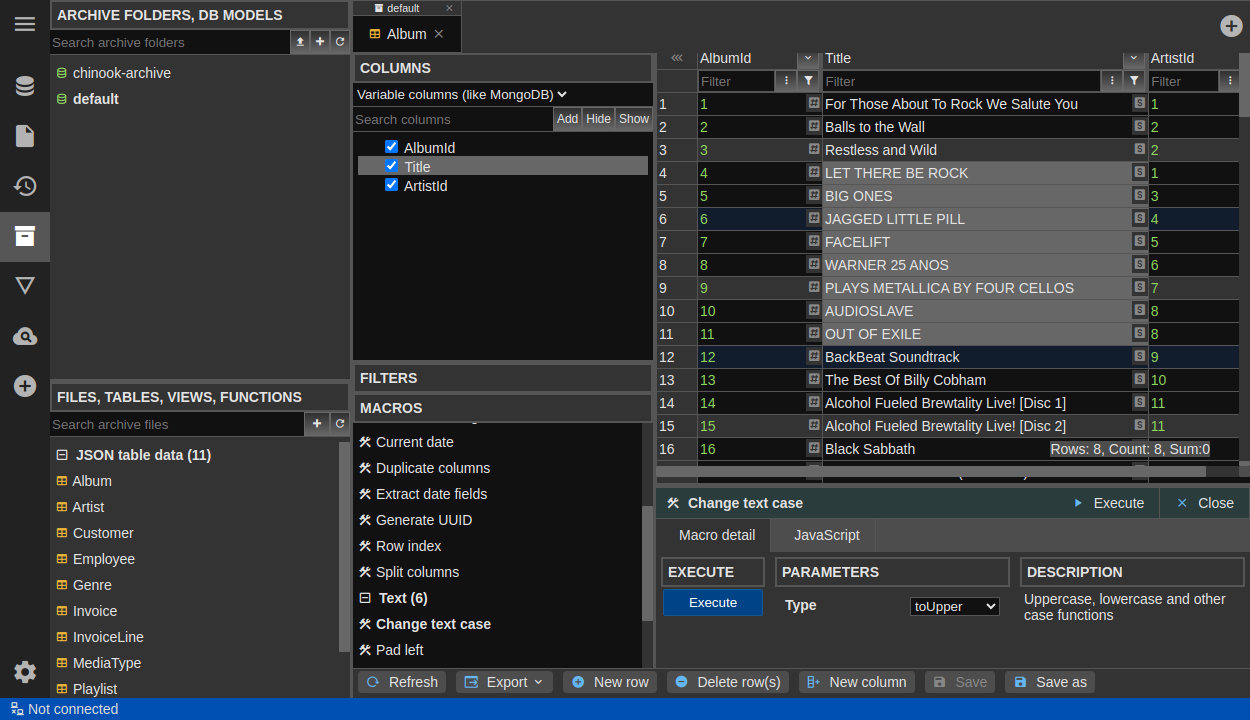 ARCHIVE FOLDERS, DB MODELS
Search archive folders
chinook-archive
default
FILES, TABLES, VIEWS, FUNCTIONS
Search archive files
JSON table data (11)
Album
Artist
Customer
Employee
Genre
Invoice
InvoiceLine
MediaType
Playlist
default
Album
COLUMNS
Variable columns (like MongoDB)
Search columns Add Hide Show
AlbumId
Title
ArtistId
FILTERS
MACROS
Current date
Duplicate columns
Extract date fields
Generate UUID
Row index
Split columns
Text (6)
Change text case
Pad left
AlbumId Title ArtistId
Filter Filter Filter
1 1 For Those About To Rock We Salute You 1
2 2 Balls to the Wall 2
3 3 Restless and Wild 2
4 4 LET THERE BE ROCK 1
5 5 BIG ONES 3
6 6 JAGGED LITTLE PILL 4
7 7 FACELIFT 5
8 8 WARNER 25 ANOS 6
9 9 PLAYS METALLICA BY FOUR CELLOS 7
10 10 AUDIOSLAVE 8
11 11 OUT OF EXILE 8
12 12 BackBeat Soundtrack 9
13 13 The Best Of Billy Cobham 10
14 14 Alcohol Fueled Brewtality Live! [Disc 1] 11
15 15 Alcohol Fueled Brewtality Live! [Disc 2] 11
16 16 Black Sabbath Rows: 8, Count: 8, Sum:0
Change text case Execute Close
Macro detail JavaScript
EXECUTE PARAMETERS DESCRIPTION
Execute Type toUpper Uppercase, lowercase and other
case functions
Refresh Export New row Delete row(s) New column Save Save as
Not connected